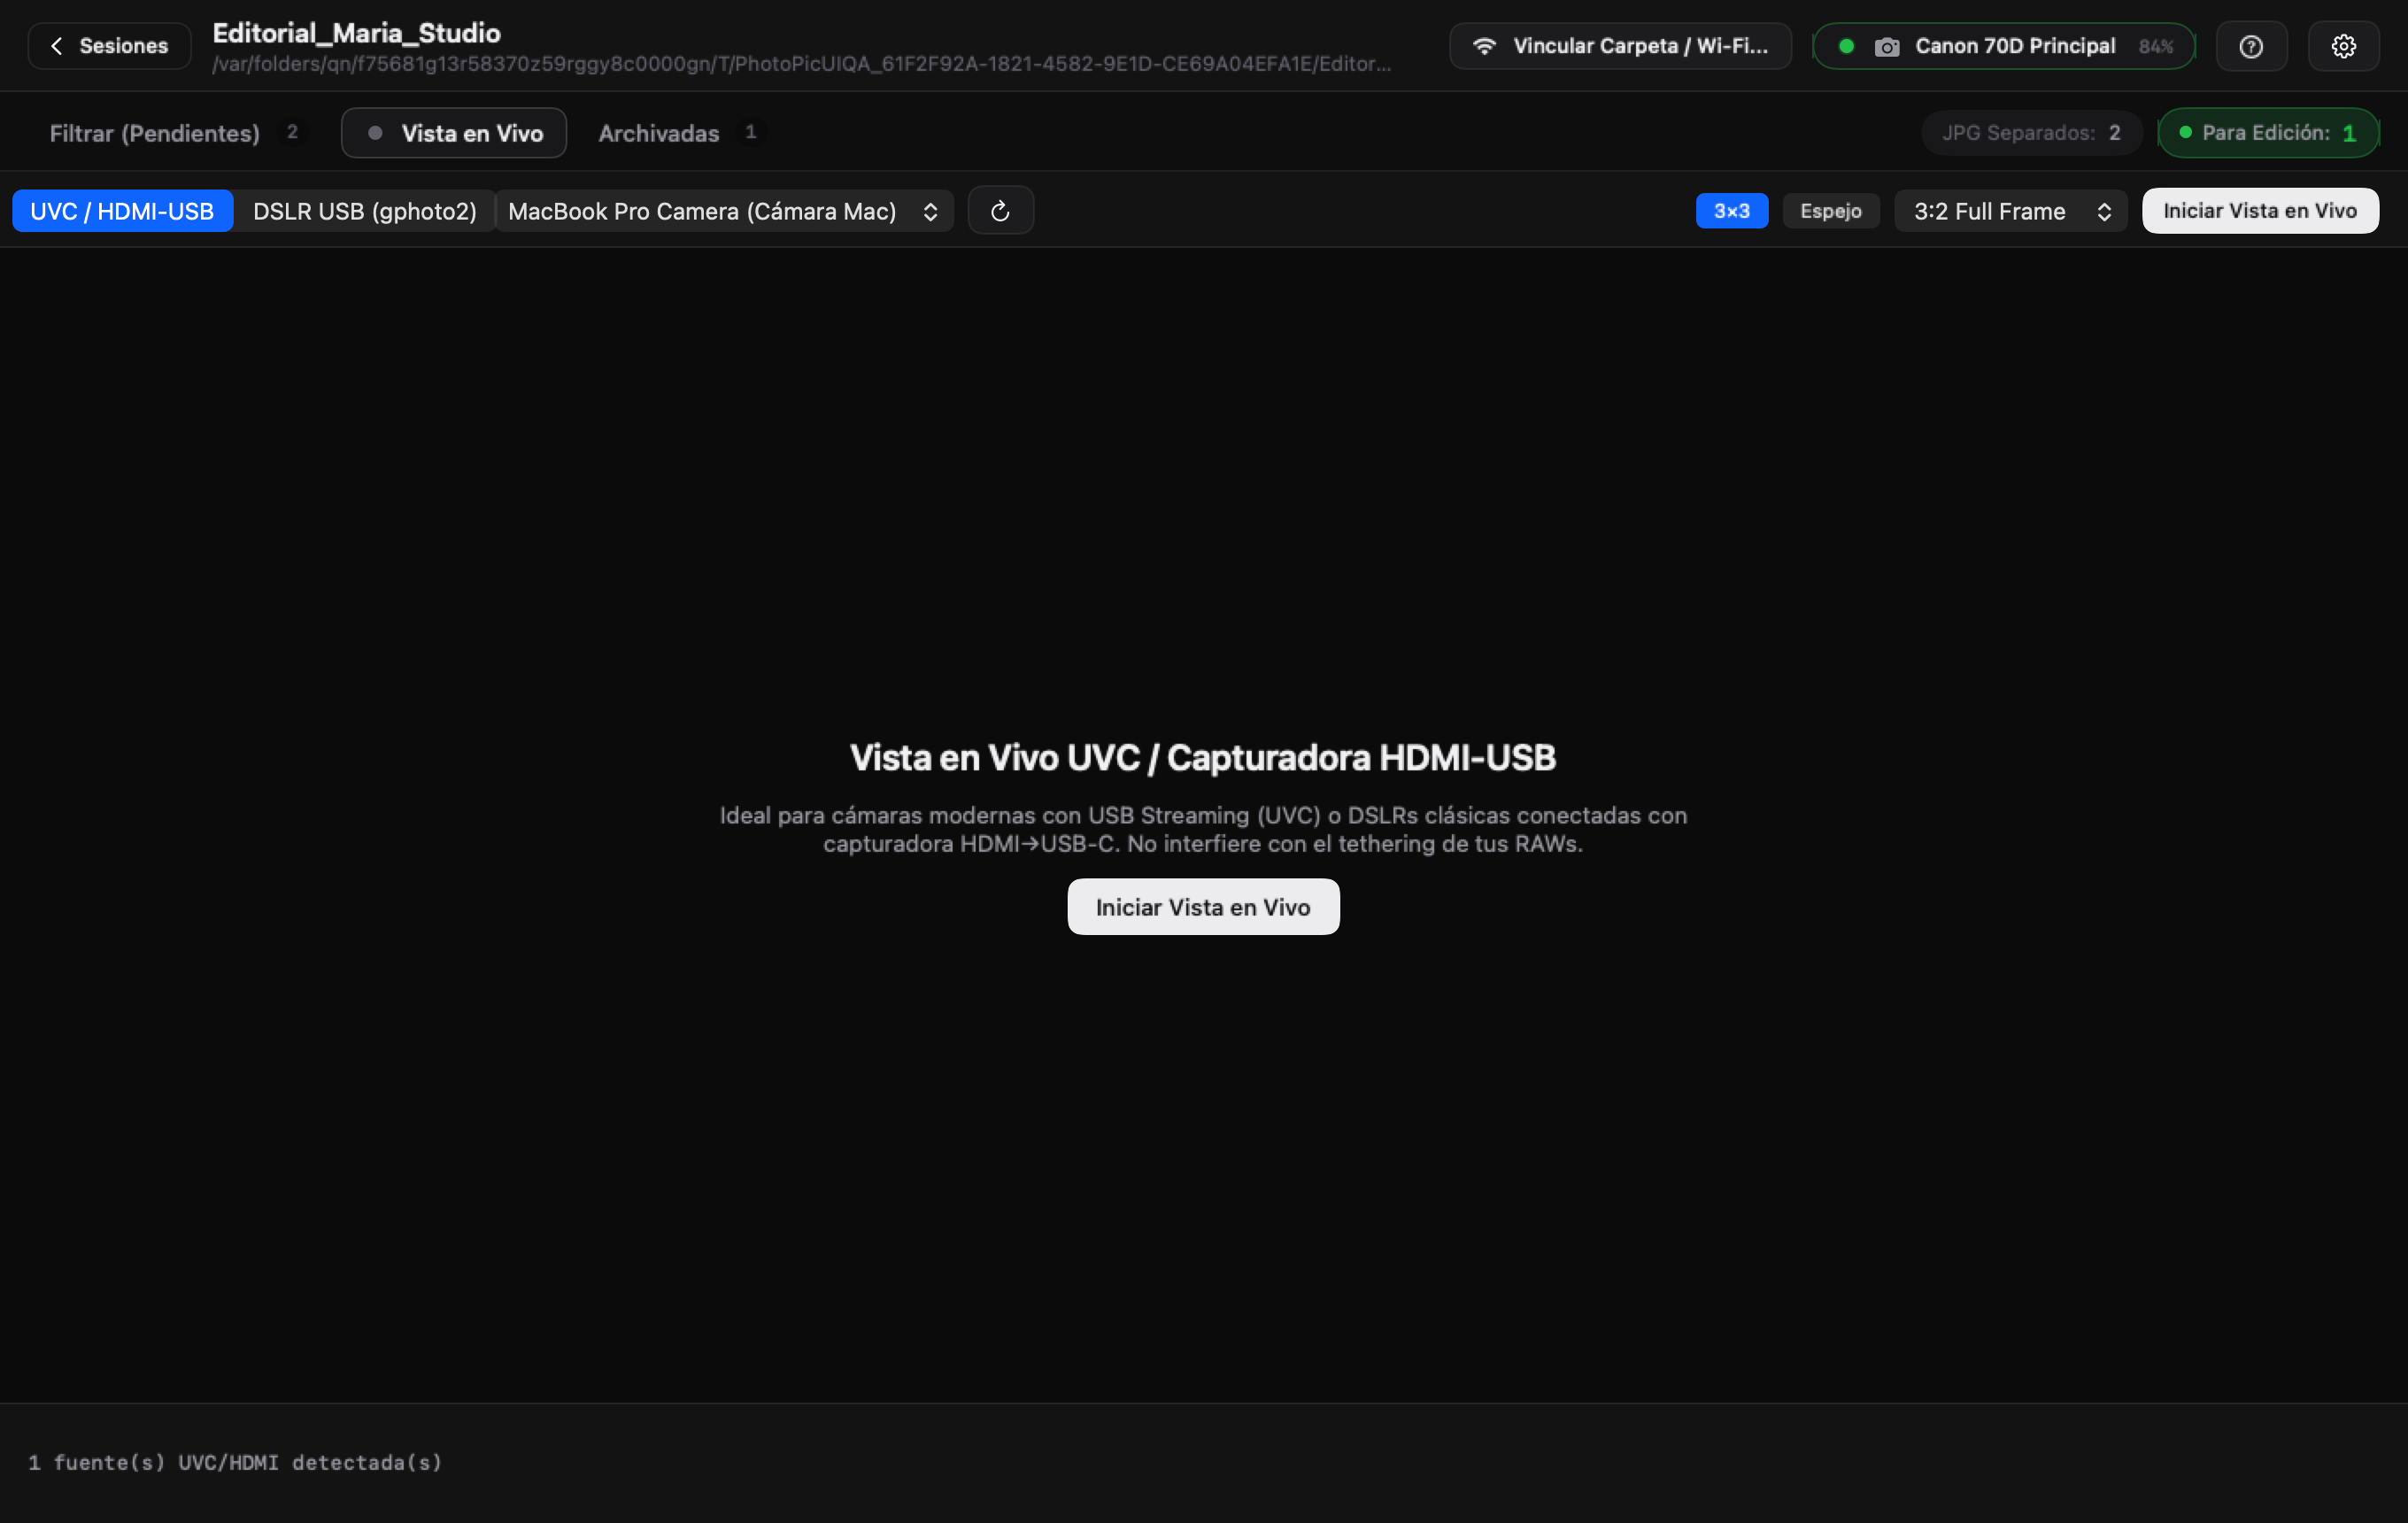 Sesiones
Editorial_Maria_Studio
/var/folders/qn/f75681g13r58370z59rggy8c0000gn/T/PhotoPicUIQA_61F2F92A-1821-4582-9E1D-CE69A04EFA1E/Editor...
Vincular Carpeta / Wi-Fi...
Canon 70D Principal 84%
Filtrar (Pendientes) 2
Vista en Vivo
Archivadas 1
JPG Separados: 2
Para Edición: 1
UVC / HDMI-USB
DSLR USB (gphoto2)
MacBook Pro Camera (Cámara Mac)
3×3
Espejo
3:2 Full Frame
Iniciar Vista en Vivo
Vista en Vivo UVC / Capturadora HDMI-USB
Ideal para cámaras modernas con USB Streaming (UVC) o DSLRs clásicas conectadas con
capturadora HDMI→USB-C. No interfiere con el tethering de tus RAWs.
Iniciar Vista en Vivo
1 fuente(s) UVC/HDMI detectada(s)